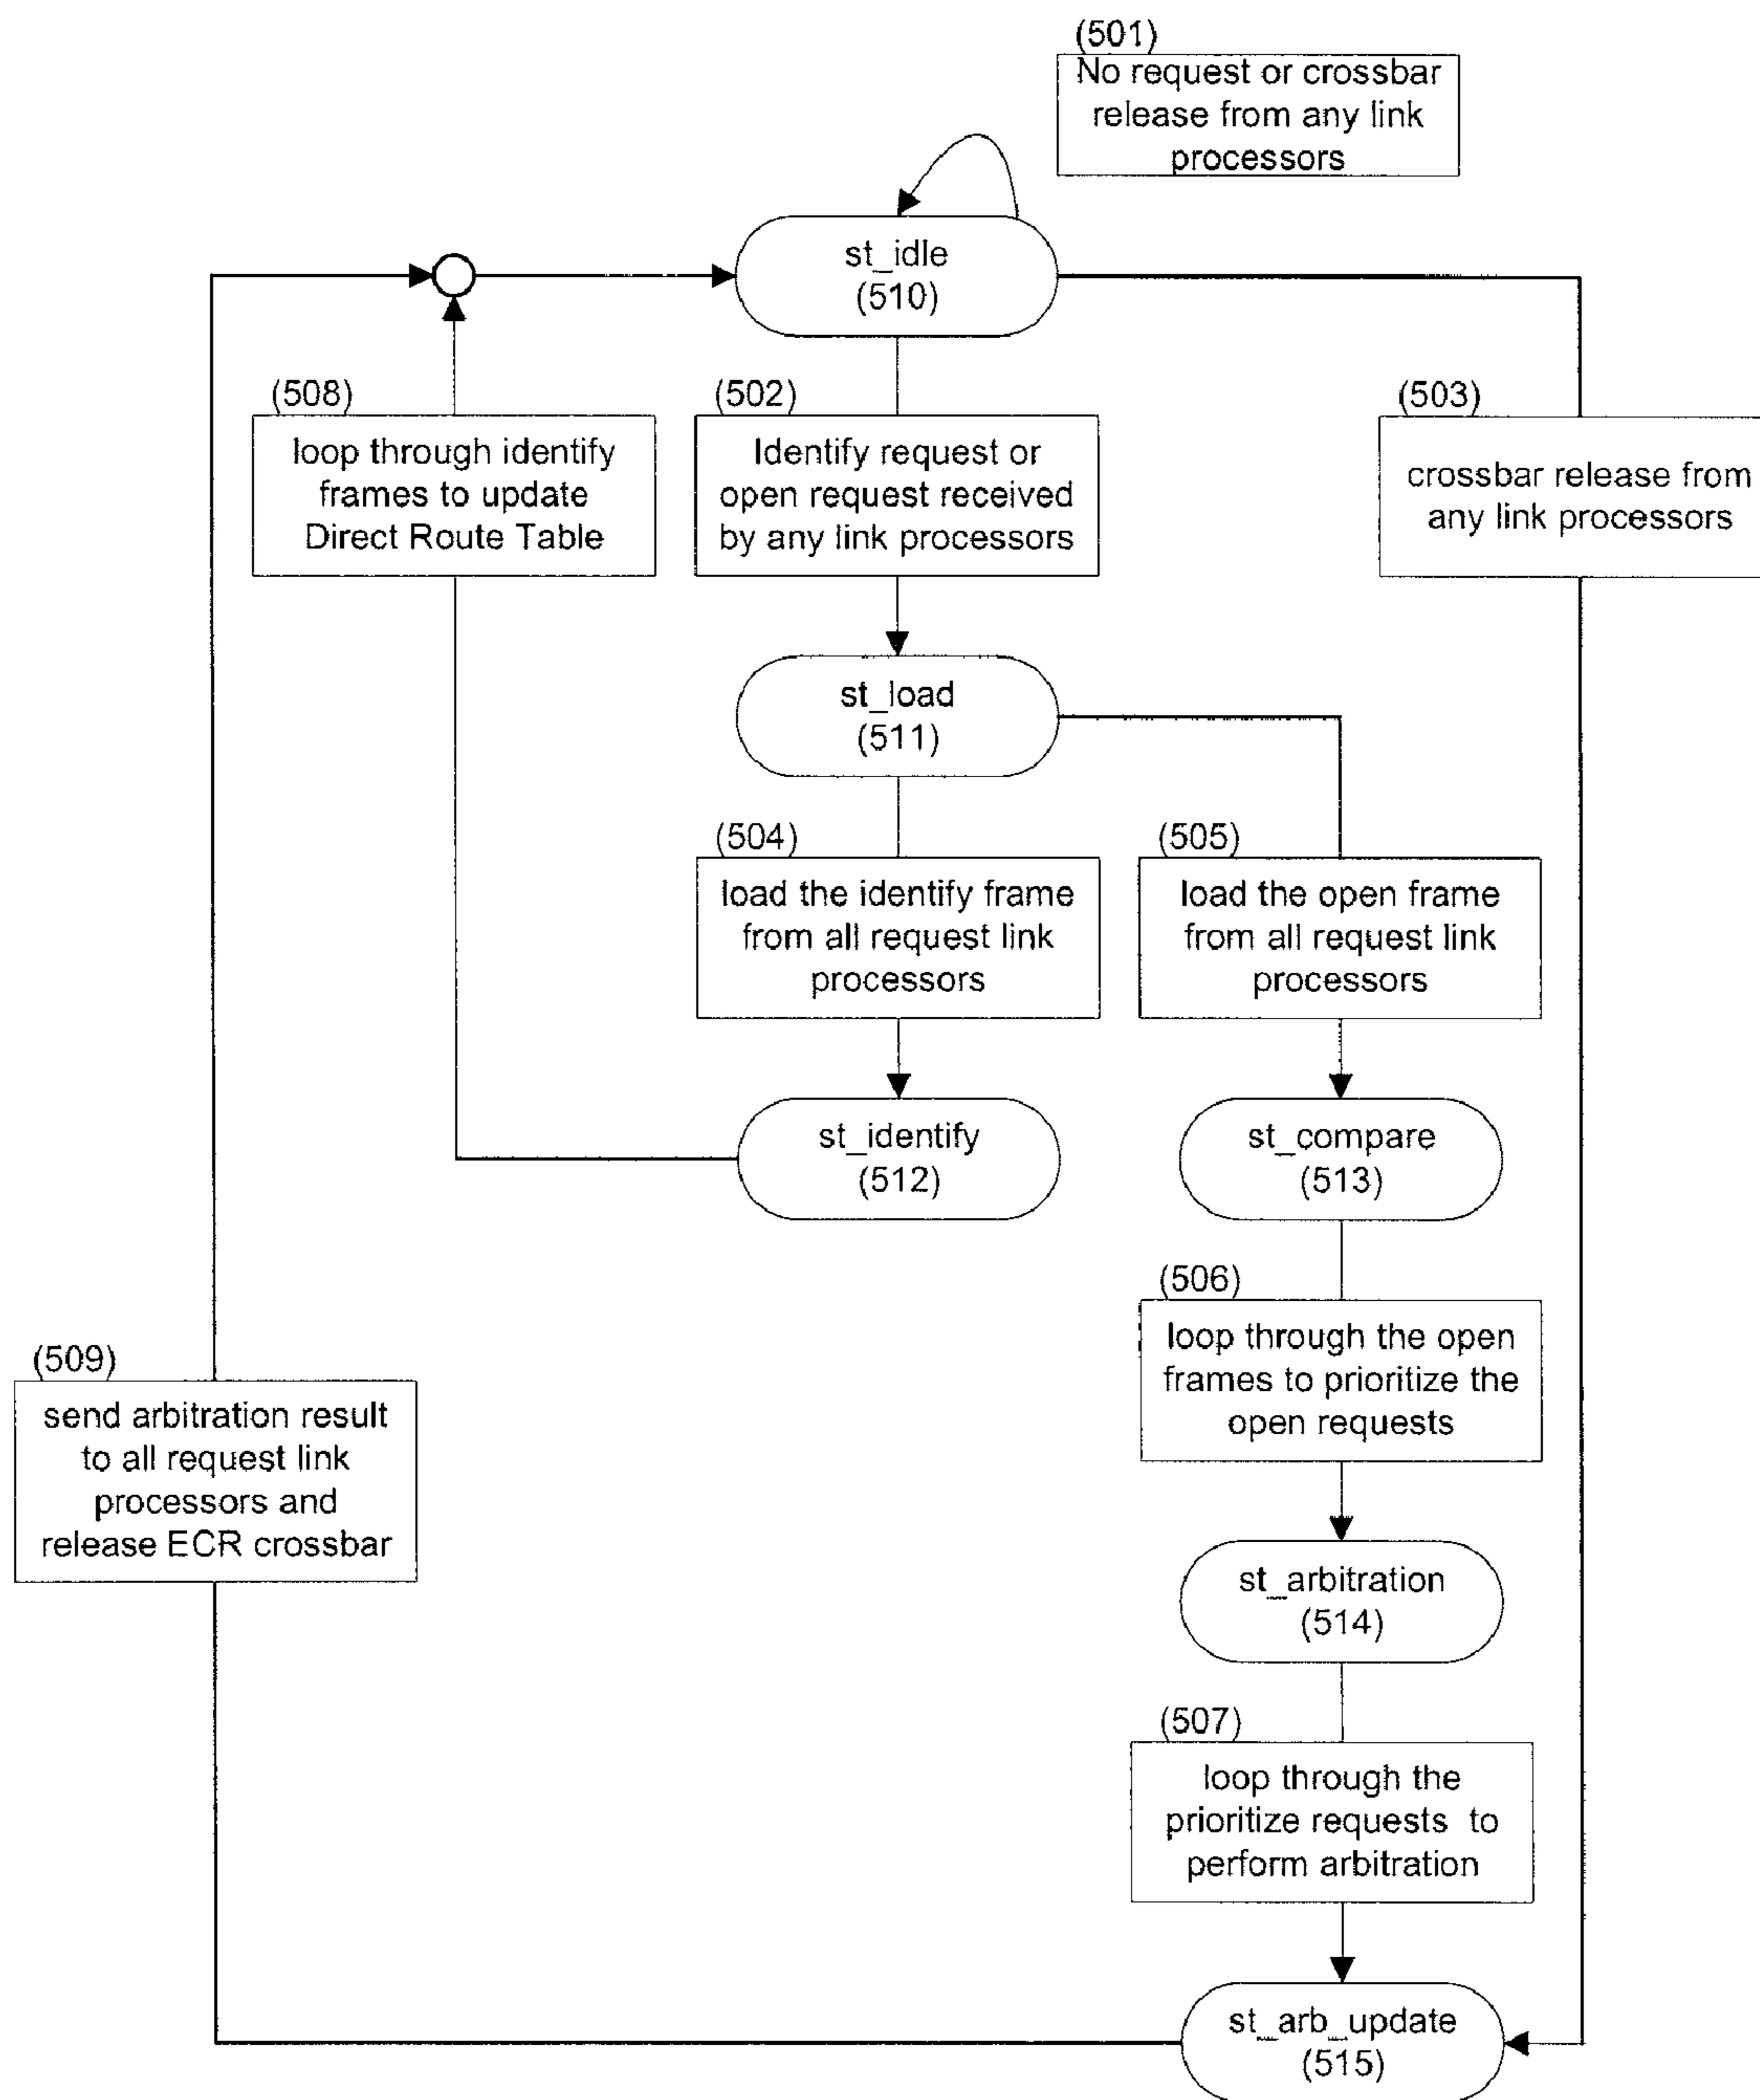 (501)
No request or crossbar
release from any link
processors
st_idle
(510)
(508)
loop through identify
frames to update
Direct Route Table
(502)
Identify request or
open request received
by any link processors
(503)
crossbar release from
any link processors
st_load
(511)
(504)
load the identify frame
from all request link
processors
(505)
load the open frame
from all request link
processors
st_identify
(512)
st_compare
(513)
(506)
loop through the open
frames to prioritize the
open requests
(509)
send arbitration result
to all request link
processors and
release ECR crossbar
st_arbitration
(514)
(507)
loop through the
prioritize requests to
perform arbitration
st_arb_update
(515)